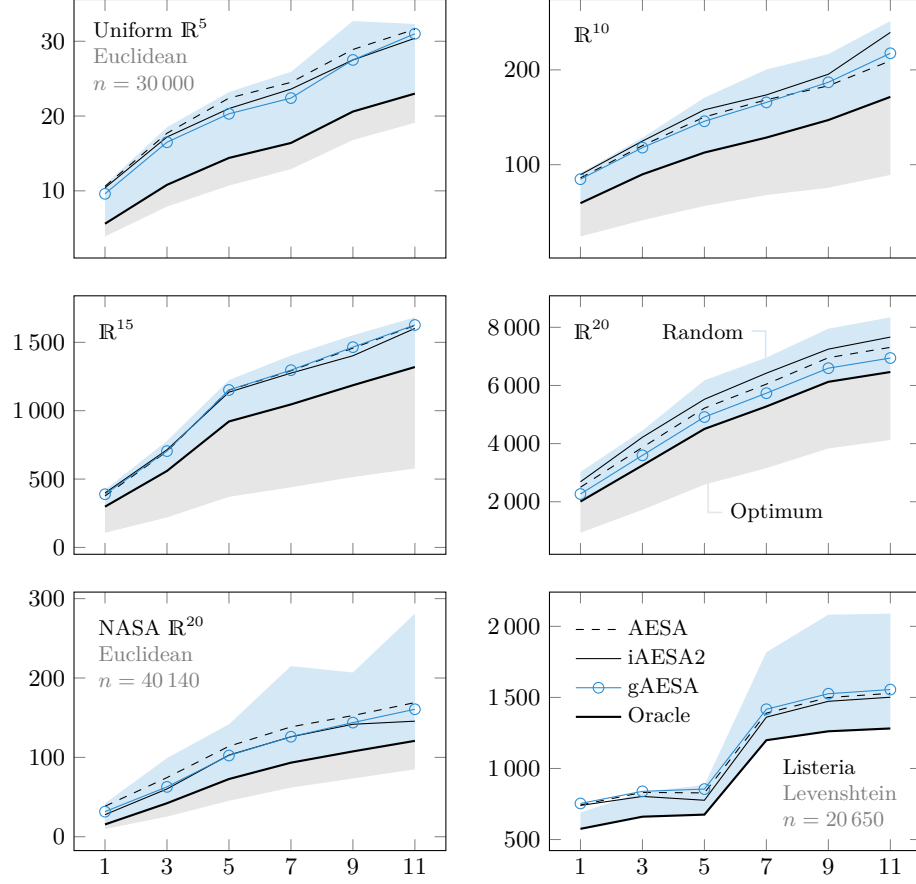 Uniform ℝ⁵
Euclidean
n = 30 000
30
20
10
ℝ¹⁰
200
100
ℝ¹⁵
1 500
1 000
500
0
ℝ²⁰
Random
Optimum
8 000
6 000
4 000
2 000
NASA ℝ²⁰
Euclidean
n = 40 140
300
200
100
0
1 3 5 7 9 11
AESA
iAESA2
gAESA
Oracle
Listeria
Levenshtein
n = 20 650
2 000
1 500
1 000
500
1 3 5 7 9 11